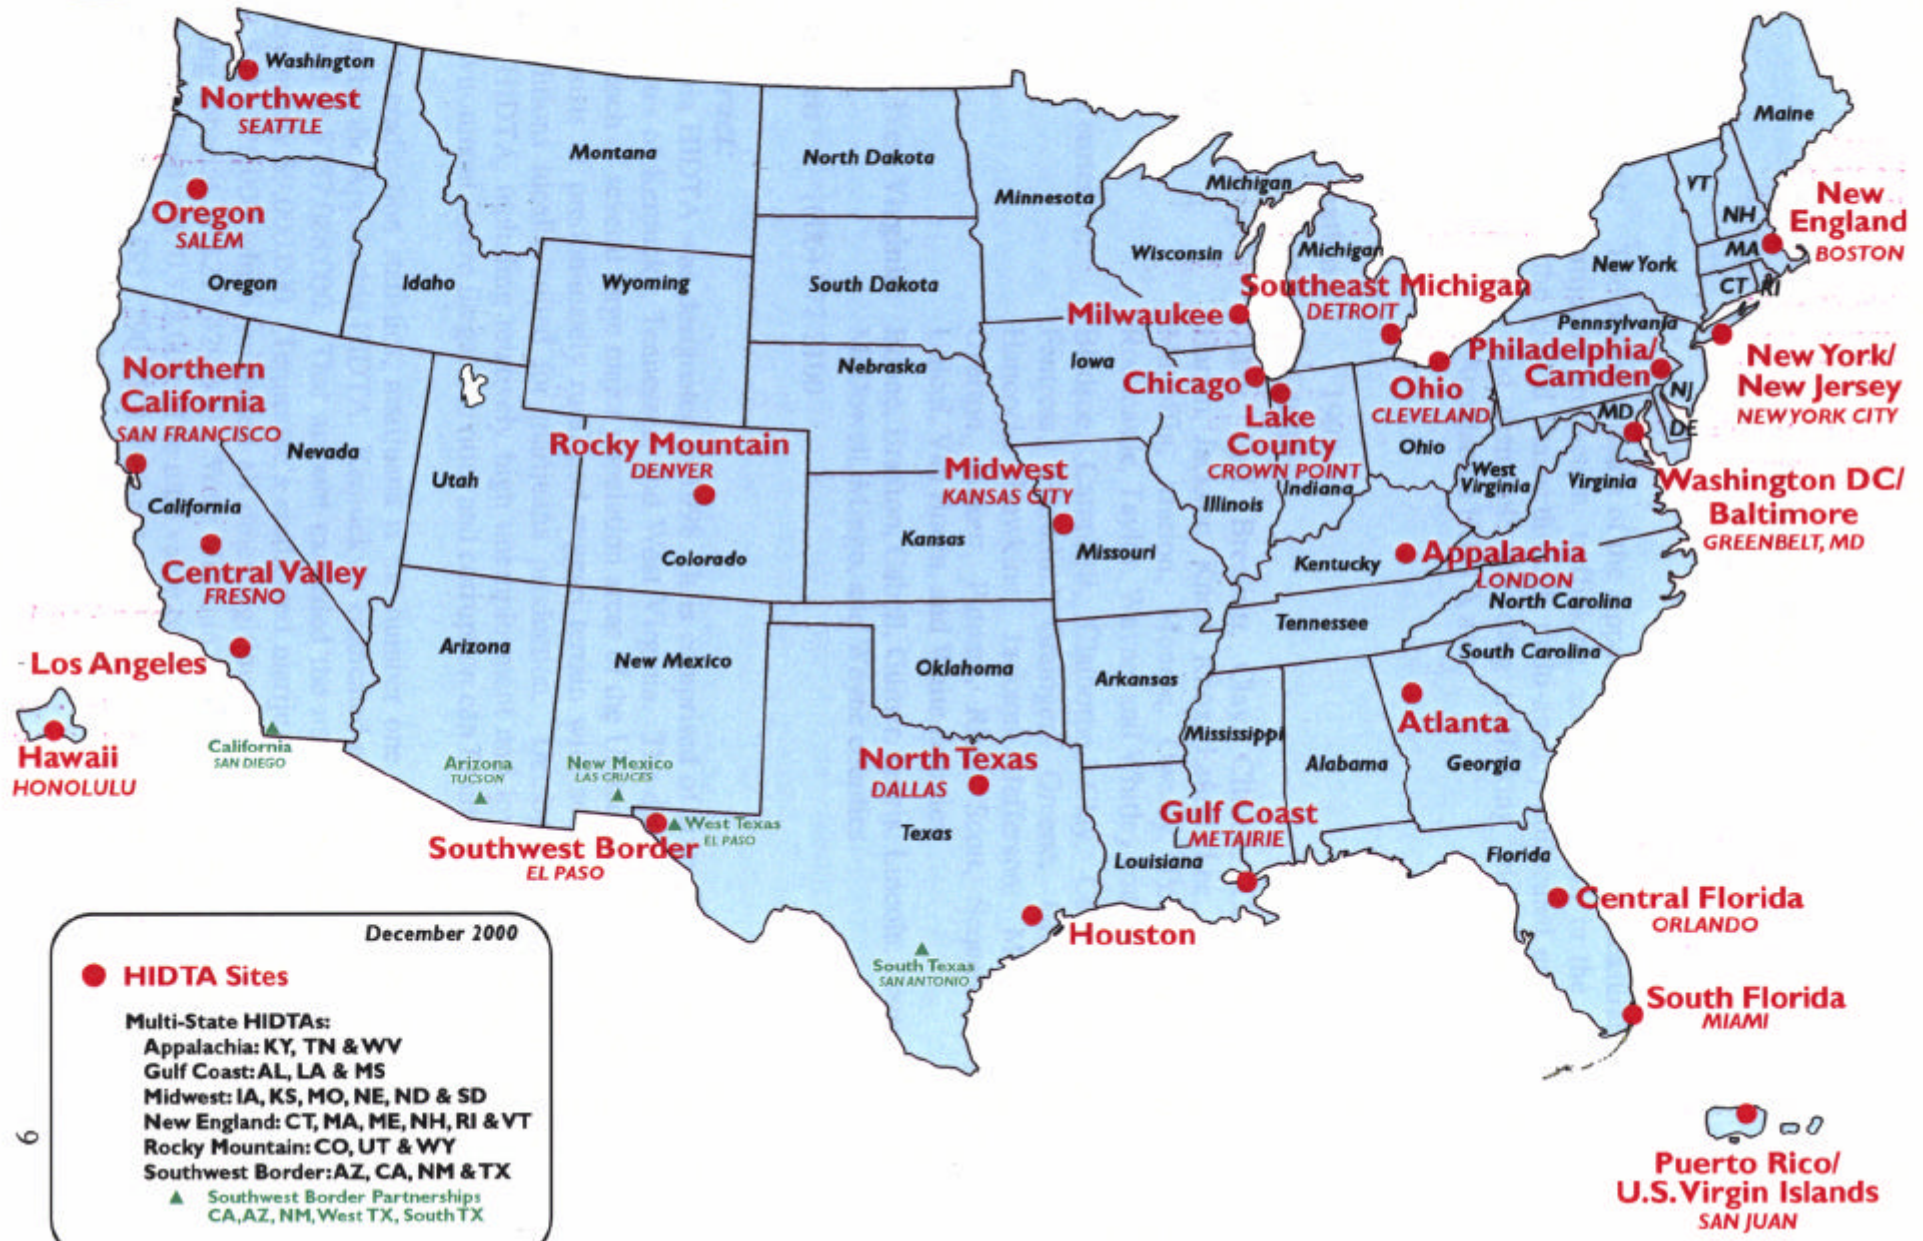 Washington
Northwest
SEATTLE
Oregon
SALEM
Oregon
Idaho
Montana
Wyoming
North Dakota
South Dakota
Nebraska
Minnesota
Iowa
Wisconsin
Michigan
Michigan
Southeast Michigan
DETROIT
Milwaukee
Chicago
Lake
County
CROWN POINT
Illinois
Indiana
Ohio
CLEVELAND
Ohio
Maine
VT
NH
MA
CT
RI
New York
New
England
BOSTON
Pennsylvania
Philadelphia/
Camden
NJ
MD
DE
New York/
New Jersey
NEW YORK CITY
West
Virginia
Virginia
Washington DC/
Baltimore
GREENBELT, MD
Northern
California
SAN FRANCISCO
Nevada
California
Central Valley
FRESNO
Los Angeles
Hawaii
HONOLULU
California
SAN DIEGO
Utah
Rocky Mountain
DENVER
Colorado
Kansas
Midwest
KANSAS CITY
Missouri
Kentucky
Appalachia
LONDON
Tennessee
North Carolina
South Carolina
Arizona
New Mexico
Arizona
TUCSON
New Mexico
LAS CRUCES
West Texas
EL PASO
Southwest Border
EL PASO
Oklahoma
Arkansas
North Texas
DALLAS
Texas
South Texas
SAN ANTONIO
Houston
Louisiana
Gulf Coast
METAIRIE
Mississippi
Alabama
Atlanta
Georgia
Florida
Central Florida
ORLANDO
South Florida
MIAMI
Puerto Rico/
U.S. Virgin Islands
SAN JUAN
December 2000
HIDTA Sites
Multi-State HIDTAs:
Appalachia: KY, TN & WV
Gulf Coast: AL, LA & MS
Midwest: IA, KS, MO, NE, ND & SD
New England: CT, MA, ME, NH, RI & VT
Rocky Mountain: CO, UT & WY
Southwest Border: AZ, CA, NM & TX
Southwest Border Partnerships
CA, AZ, NM, West TX, South TX
9